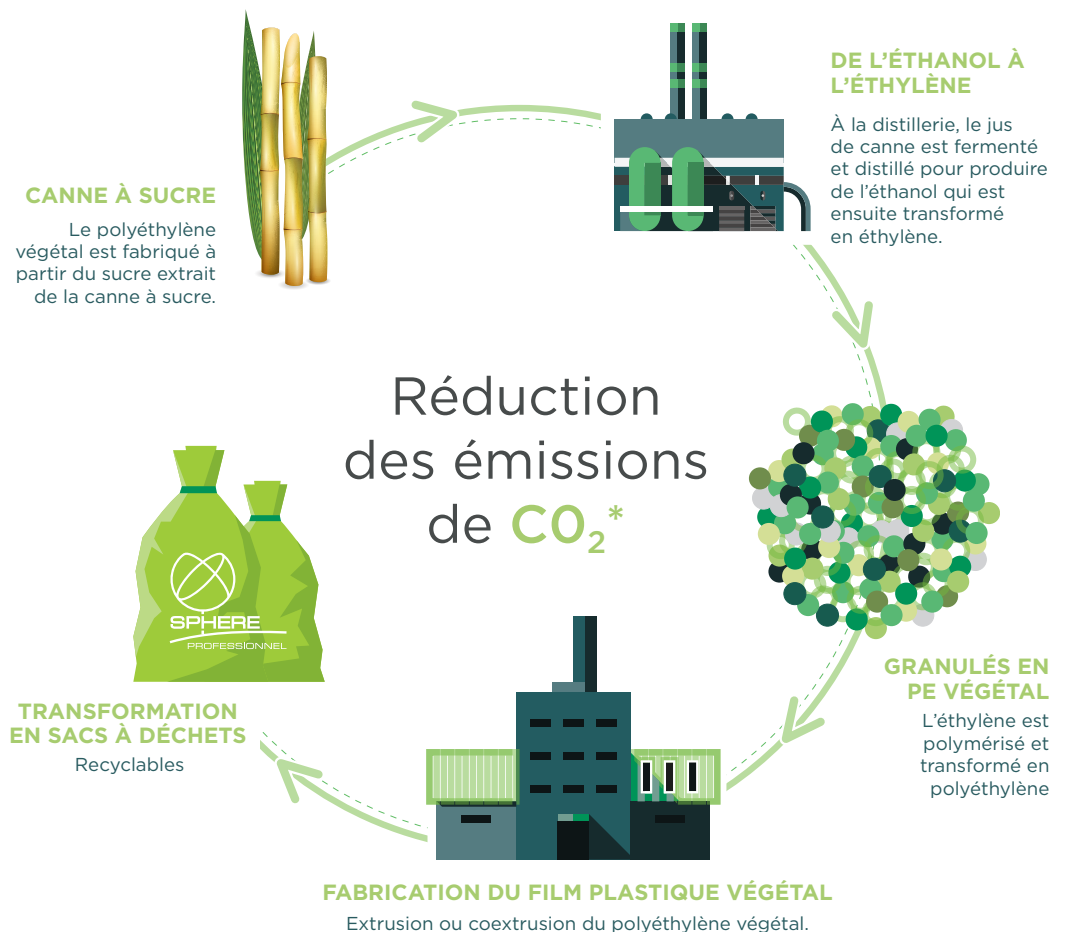 CANNE À SUCRE
Le polyéthylène
végétal est fabriqué à
partir du sucre extrait
de la canne à sucre.
DE L'ÉTHANOL À
L'ÉTHYLÈNE
À la distillerie, le jus
de canne est fermenté
et distillé pour produire
de l'éthanol qui est
ensuite transformé
en éthylène.
Réduction
des émissions
de CO₂*
GRANULÉS EN
PE VÉGÉTAL
L'éthylène est
polymérisé et
transformé en
polyéthylène
FABRICATION DU FILM PLASTIQUE VÉGÉTAL
Extrusion ou coextrusion du polyéthylène végétal.
SPHERE
PROFESSIONNEL
TRANSFORMATION
EN SACS À DÉCHETS
Recyclables